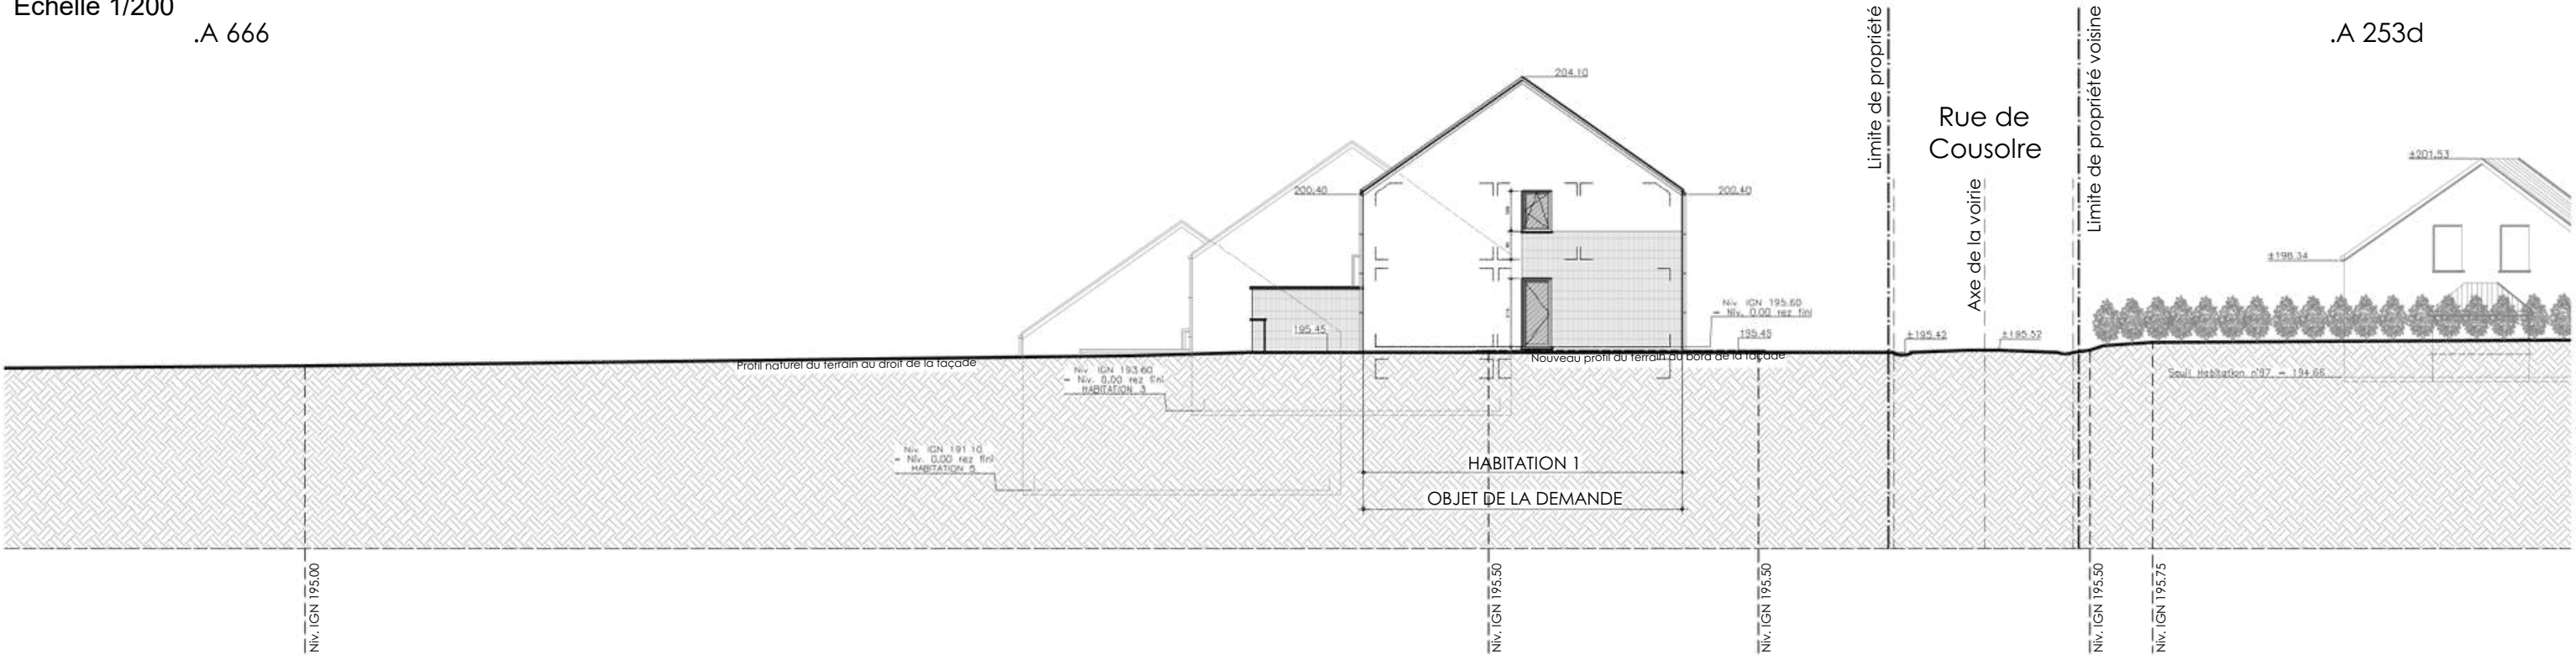 Echelle 1/200
.A 666
.A 253d
Limite de propriété
Rue de
Cousolre
Axe de la voirie
Limite de propriété voisine
204.10
200.40
200.40
±201.53
±198.34
195.45
Niv. IGN 195.60
= Niv. 0.00 rez fini
195.45
±195.42
±195.52
Profil naturel du terrain au droit de la façade
Nouveau profil du terrain au bord de la façade
Niv. IGN 193.60
= Niv. 0.00 rez fini
HABITATION 3
Seuil Habitation n°97 = 194.66
Niv. IGN 191.10
= Niv. 0.00 rez fini
HABITATION 5
HABITATION 1
OBJET DE LA DEMANDE
Niv. IGN 195.00
Niv. IGN 195.50
Niv. IGN 195.50
Niv. IGN 195.50
Niv. IGN 195.75